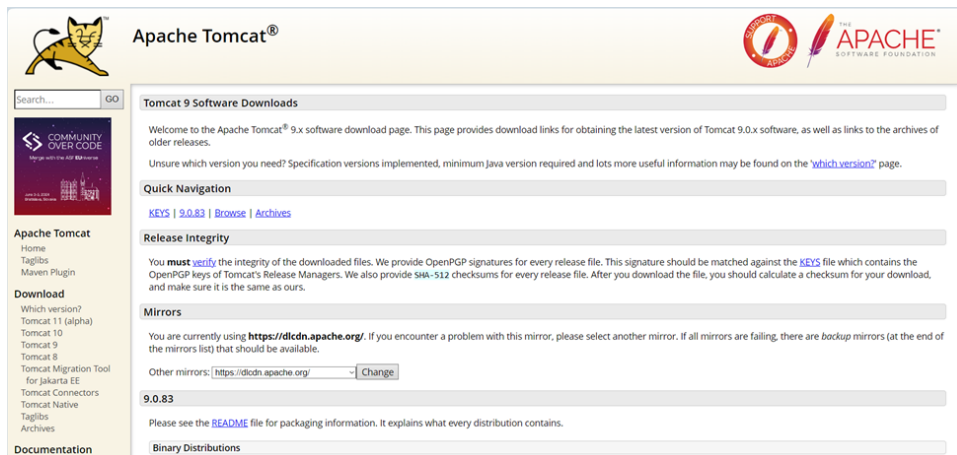 Apache Tomcat®
SUPPORT
APACHE
THE
APACHE®
SOFTWARE FOUNDATION
Search...
GO
COMMUNITY
OVER CODE
Merge with the ASF EUniverse
Bratislava, Slovakia
Apache Tomcat
Home
Taglibs
Maven Plugin
Download
Which version?
Tomcat 11 (alpha)
Tomcat 10
Tomcat 9
Tomcat 8
Tomcat Migration Tool
for Jakarta EE
Tomcat Connectors
Tomcat Native
Taglibs
Archives
Documentation
Tomcat 9 Software Downloads
Welcome to the Apache Tomcat® 9.x software download page. This page provides download links for obtaining the latest version of Tomcat 9.0.x software, as well as links to the archives of
older releases.
Unsure which version you need? Specification versions implemented, minimum Java version required and lots more useful information may be found on the 'which version?' page.
Quick Navigation
KEYS | 9.0.83 | Browse | Archives
Release Integrity
You must verify the integrity of the downloaded files. We provide OpenPGP signatures for every release file. This signature should be matched against the KEYS file which contains the
OpenPGP keys of Tomcat's Release Managers. We also provide SHA-512 checksums for every release file. After you download the file, you should calculate a checksum for your download,
and make sure it is the same as ours.
Mirrors
You are currently using https://dlcdn.apache.org/. If you encounter a problem with this mirror, please select another mirror. If all mirrors are failing, there are backup mirrors (at the end of
the mirrors list) that should be available.
Other mirrors: https://dlcdn.apache.org/ Change
9.0.83
Please see the README file for packaging information. It explains what every distribution contains.
Binary Distributions